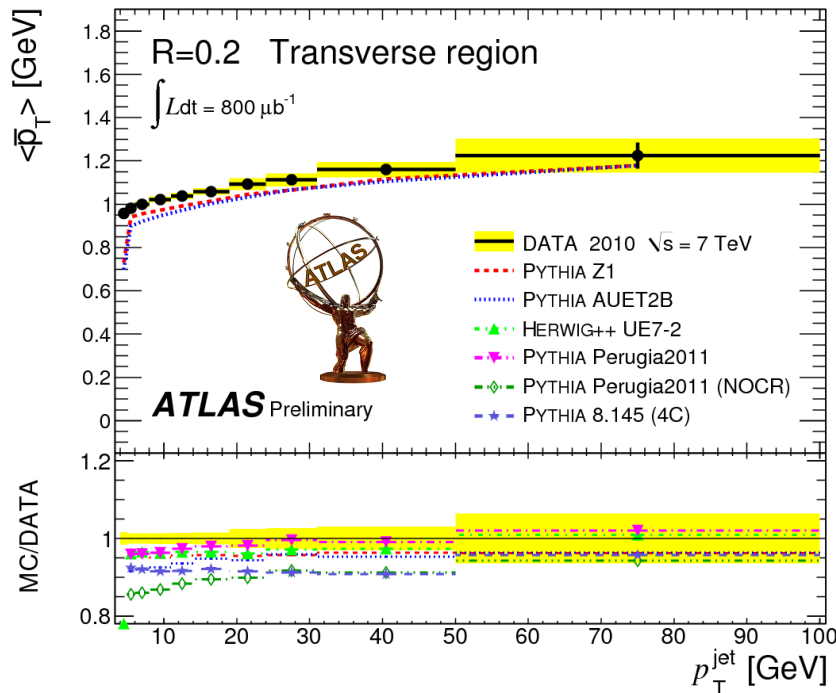 <p̅_T> [GeV]
R=0.2 Transverse region
∫ Ldt = 800 μb⁻¹
1.8
1.6
1.4
1.2
1
0.8
0.6
0.4
0.2
0
ATLAS
DATA 2010 √s = 7 TeV
PYTHIA Z1
PYTHIA AUET2B
HERWIG++ UE7-2
PYTHIA Perugia2011
PYTHIA Perugia2011 (NOCR)
PYTHIA 8.145 (4C)
ATLAS Preliminary
MC/DATA
1.2
1
0.8
10 20 30 40 50 60 70 80 90 100
p_T^jet [GeV]